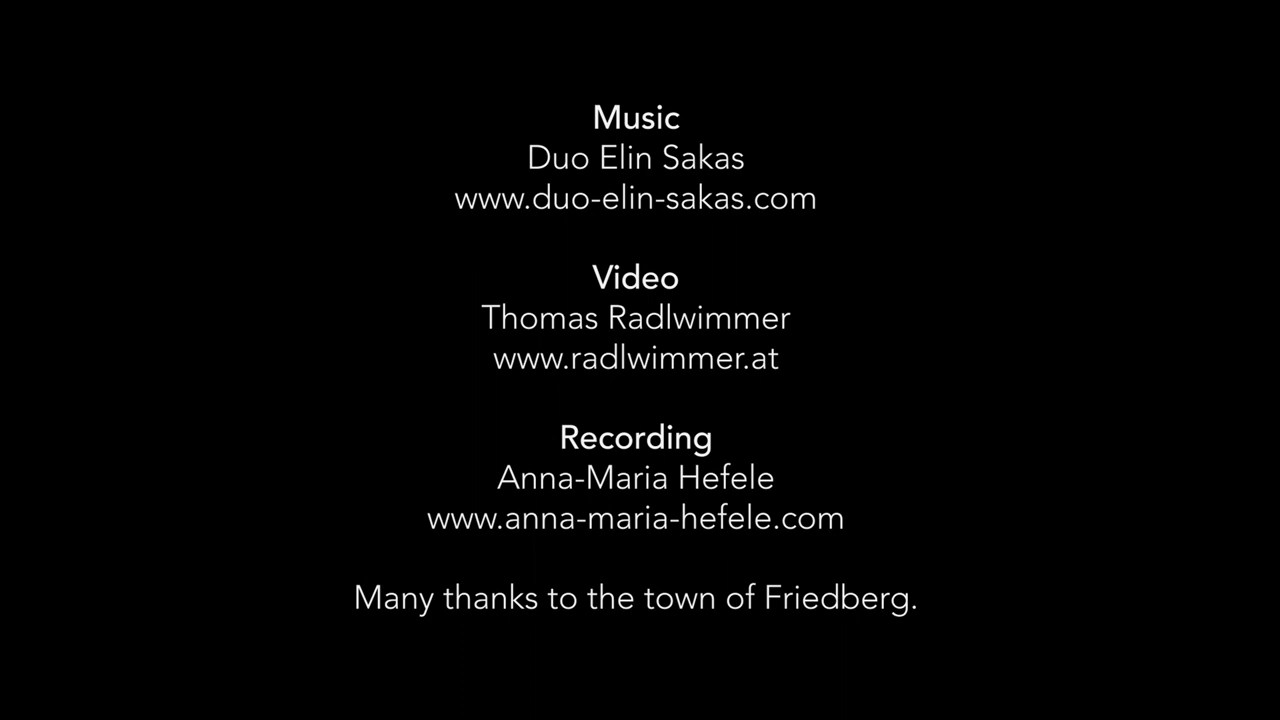 Music
Duo Elin Sakas
www.duo-elin-sakas.com
Video
Thomas Radlwimmer
www.radlwimmer.at
Recording
Anna-Maria Hefele
www.anna-maria-hefele.com
Many thanks to the town of Friedberg.